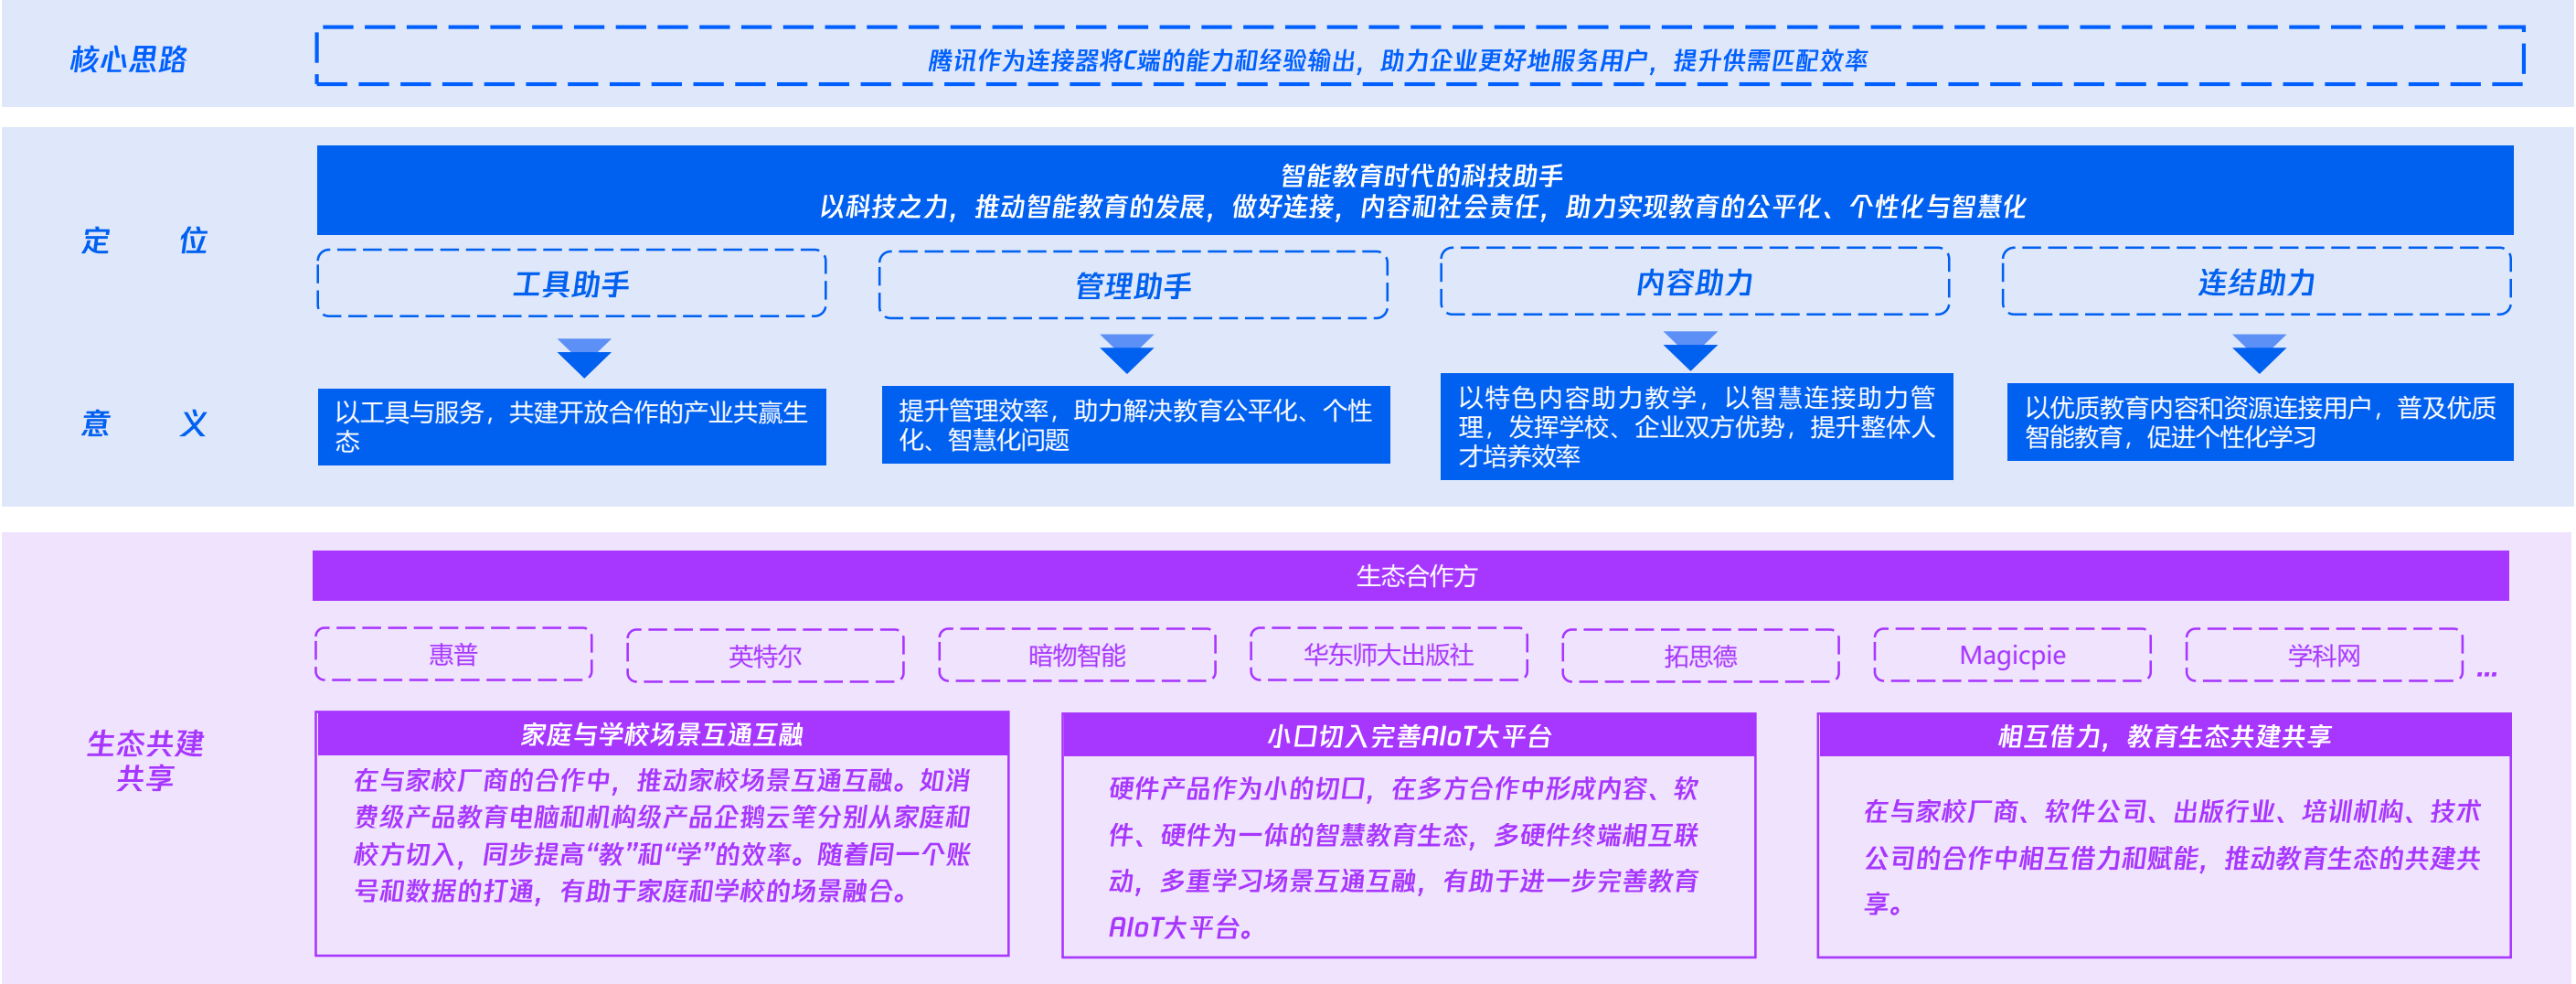 核心思路
腾讯作为连接器将C端的能力和经验输出，助力企业更好地服务用户，提升供需匹配效率
定 位
智能教育时代的科技助手
以科技之力，推动智能教育的发展，做好连接，内容和社会责任，助力实现教育的公平化、个性化与智慧化
工具助手
管理助手
内容助力
连结助力
意 义
以工具与服务，共建开放合作的产业共赢生
态
提升管理效率，助力解决教育公平化、个性
化、智慧化问题
以特色内容助力教学，以智慧连接助力管
理，发挥学校、企业双方优势，提升整体人
才培养效率
以优质教育内容和资源连接用户，普及优质
智能教育，促进个性化学习
生态共建
共享
生态合作方
惠普
英特尔
暗物智能
华东师大出版社
拓思德
Magicpie
学科网
...
家庭与学校场景互通互融
在与家校厂商的合作中，推动家校场景互通互融。如消
费级产品教育电脑和机构级产品企鹅云笔分别从家庭和
校方切入，同步提高“教”和“学”的效率。随着同一个账
号和数据的打通，有助于家庭和学校的场景融合。
小口切入完善AIoT大平台
硬件产品作为小的切口，在多方合作中形成内容、软
件、硬件为一体的智慧教育生态，多硬件终端相互联
动，多重学习场景互通互融，有助于进一步完善教育
AIoT大平台。
相互借力，教育生态共建共享
在与家校厂商、软件公司、出版行业、培训机构、技术
公司的合作中相互借力和赋能，推动教育生态的共建共
享。